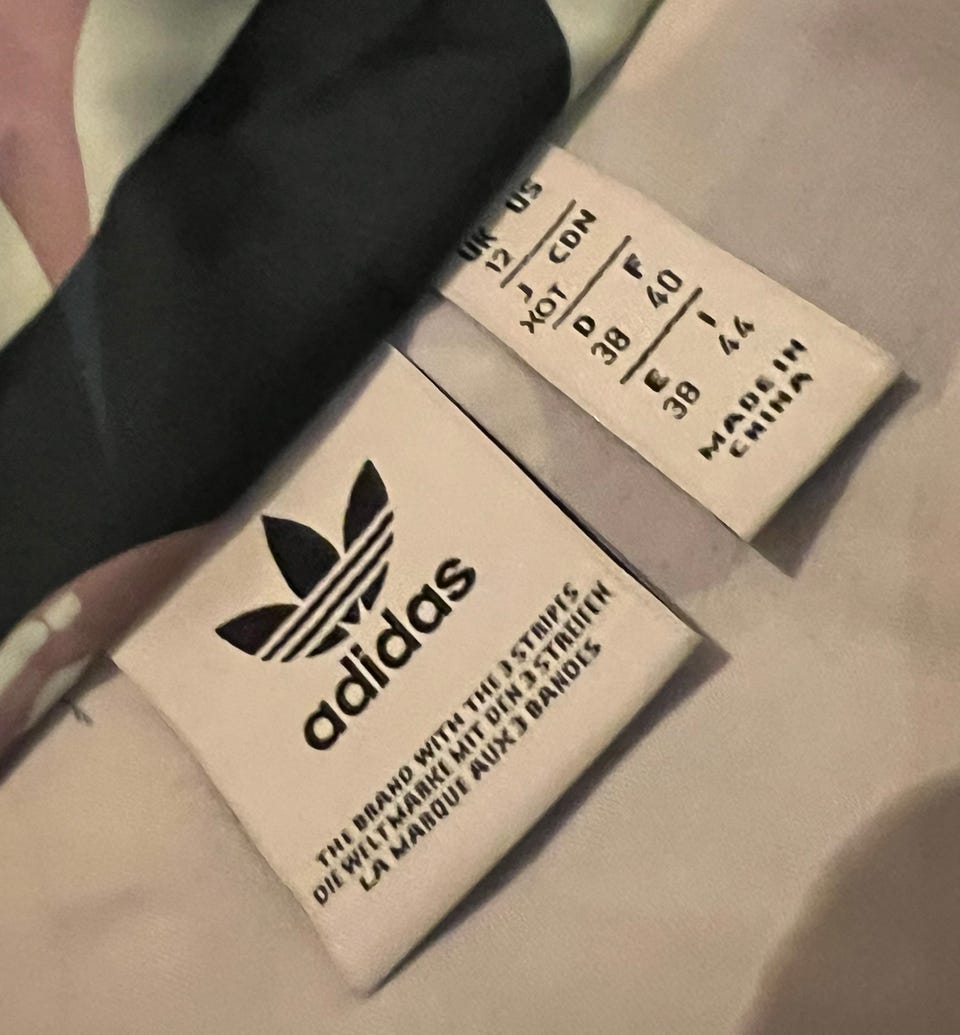 adidas
THE BRAND WITH THE 3 STRIPES
DIE WELTMARKE MIT DEN 3 STREIFEN
LA MARQUE AUX 3 BANDES
UK US
12
J CDN
XOT
D F
38 40
E I
38 44
MADE IN
CHINA